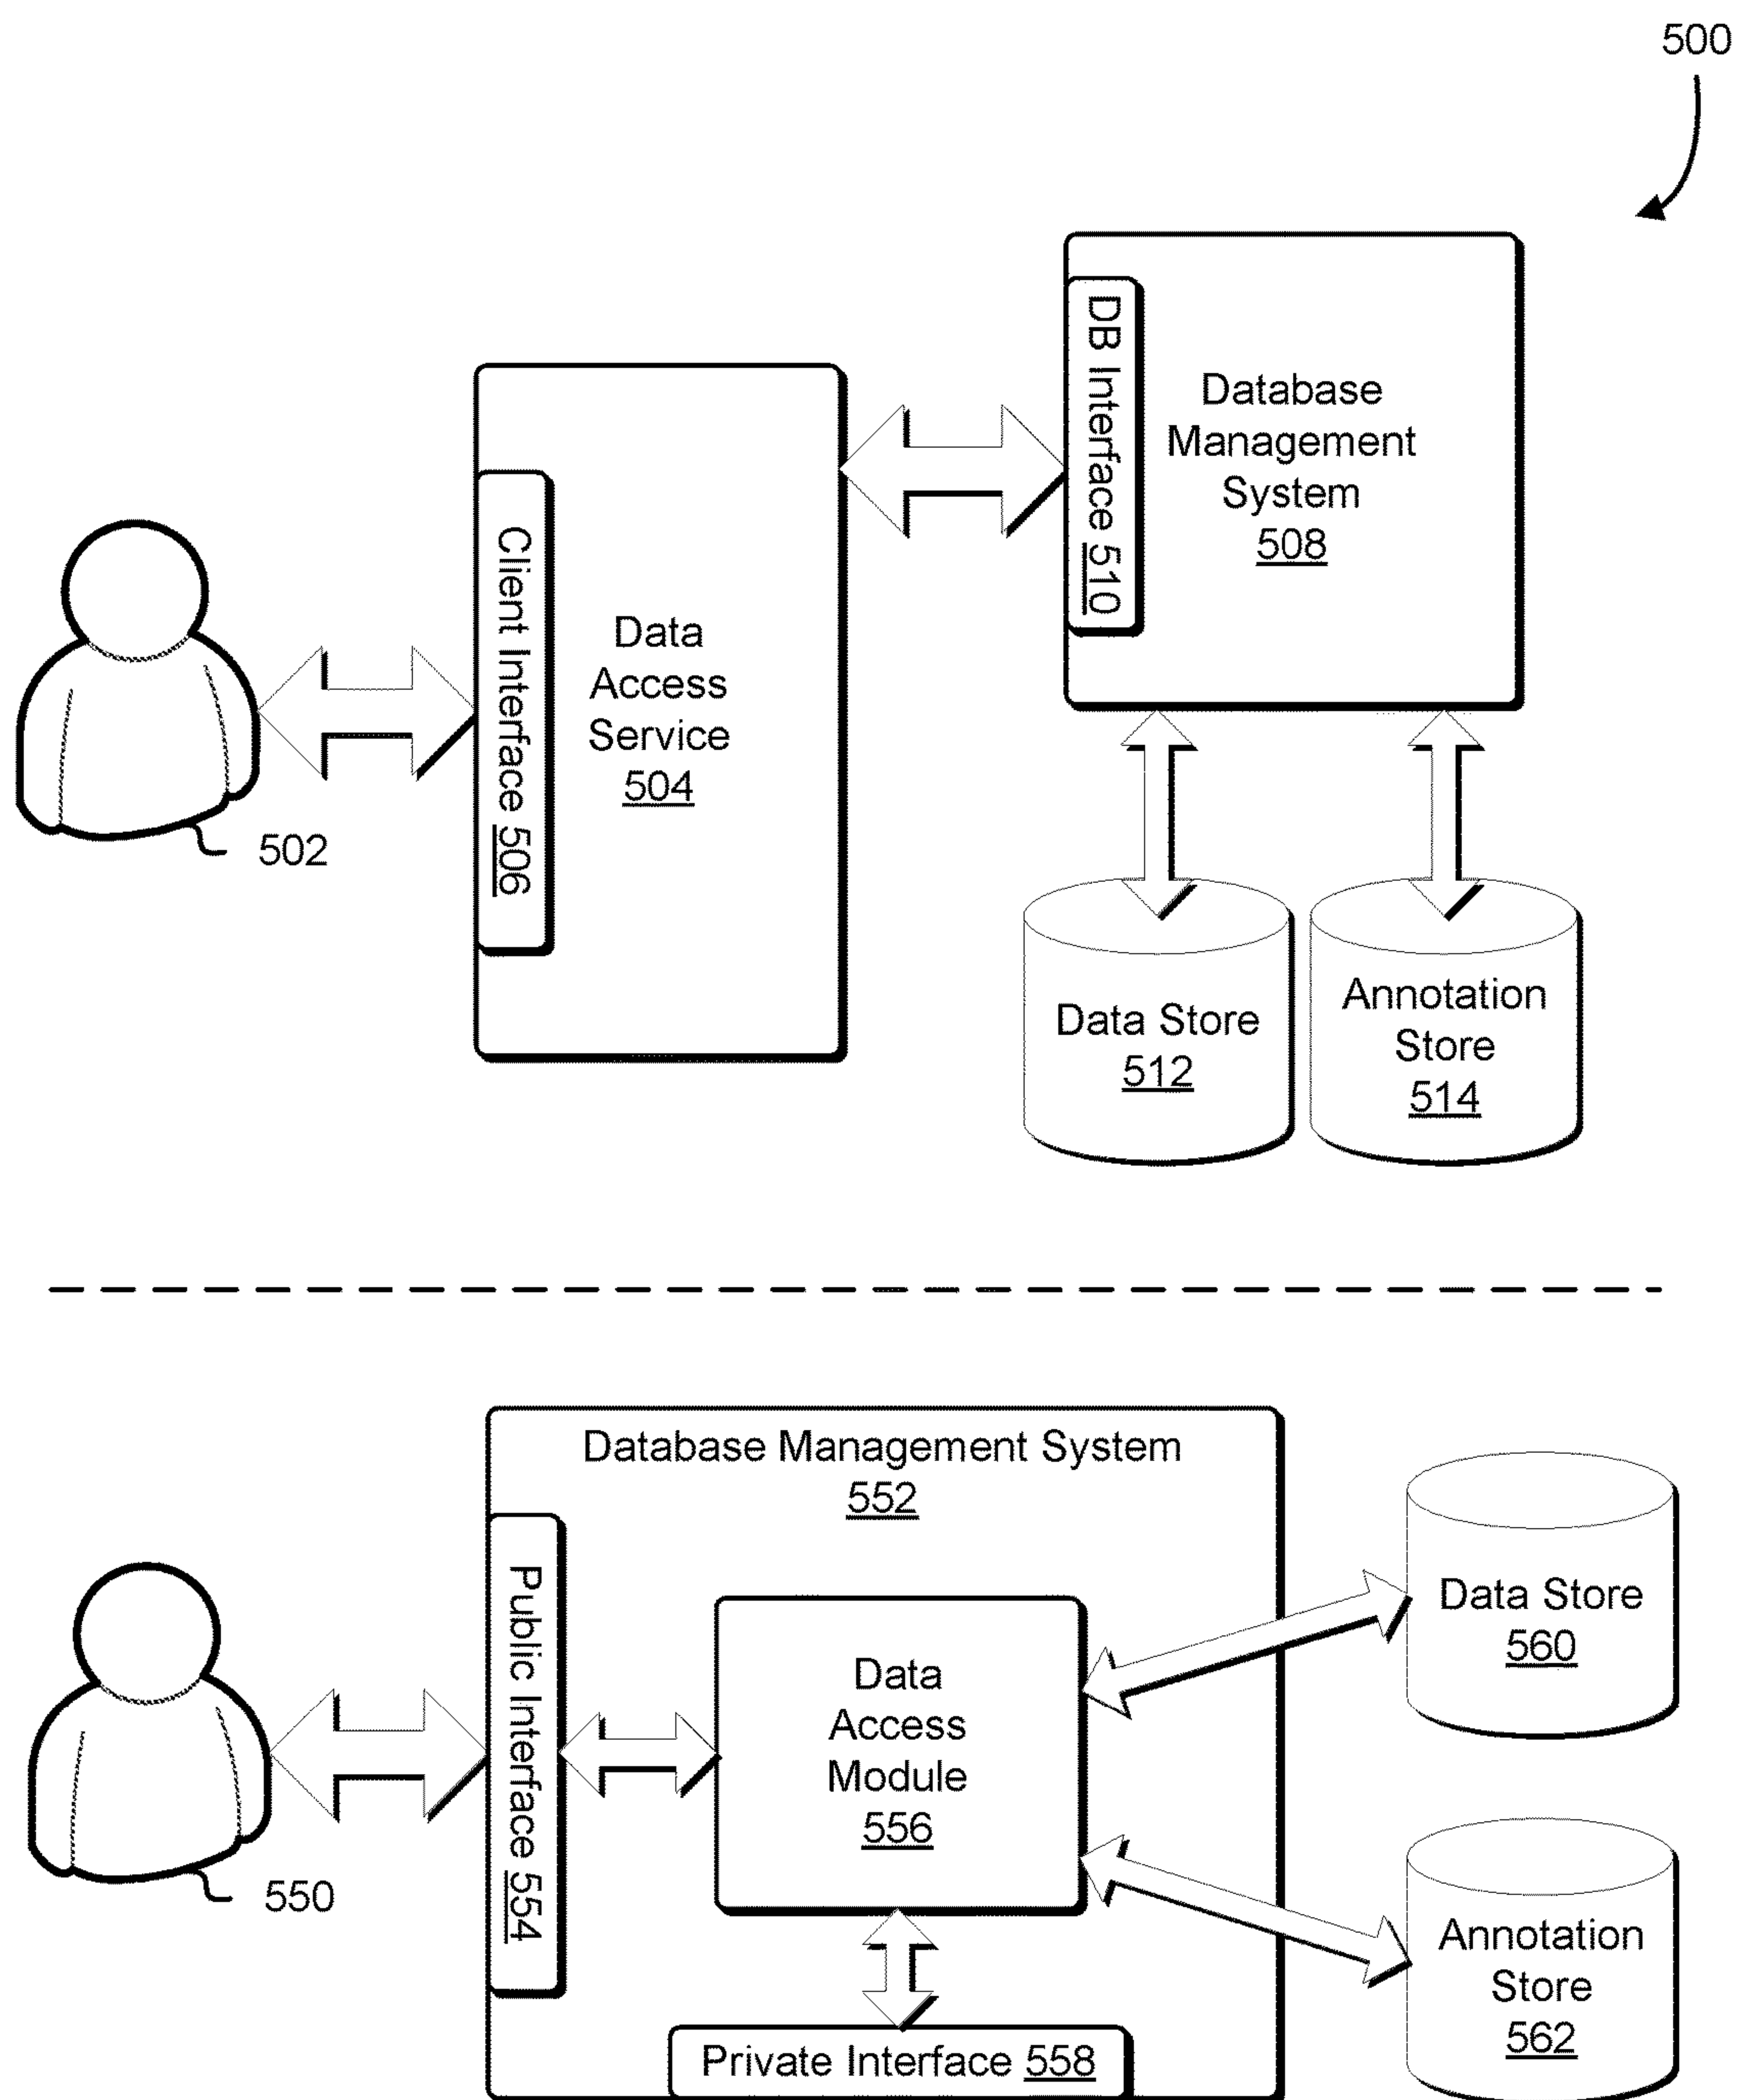 500
DB Interface 510
Database
Management
System
508
Client Interface 506
Data
Access
Service
504
502
Data Store
512
Annotation
Store
514
Database Management System
552
Public Interface 554
Data
Access
Module
556
550
Private Interface 558
Data Store
560
Annotation
Store
562